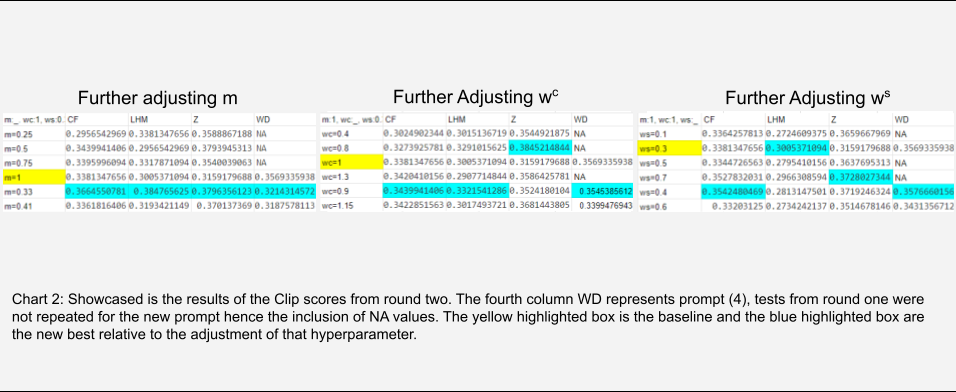 Further adjusting m
m:_, wc:1, ws:0. CF LHM Z WD
m=0.25 0.2956542969 0.3381347656 0.3588867188 NA
m=0.5 0.3439941406 0.2956542969 0.3793945313 NA
m=0.75 0.3395996094 0.3317871094 0.3540039063 NA
m=1 0.3381347656 0.3005371094 0.3159179688 0.3569335938
m=0.33 0.3664550781 0.384765625 0.3796356123 0.3214314572
m=0.41 0.3361816406 0.3193421149 0.370137369 0.3187578113
Further Adjusting wᶜ
m:1, wc:_, ws:0. CF LHM Z WD
wc=0.4 0.3024902344 0.3015136719 0.3544921875 NA
wc=0.8 0.3273925781 0.3291015625 0.3845214844 NA
wc=1 0.3381347656 0.3005371094 0.3159179688 0.3569335938
wc=1.3 0.3420410156 0.2907714844 0.3586425781 NA
wc=0.9 0.3439941406 0.3322141286 0.3524180104 0.3545385612
wc=1.15 0.3422851563 0.3017493721 0.3681443805 0.3399476943
Further Adjusting wˢ
m:1, wc:1, ws:_ CF LHM Z WD
ws=0.1 0.3364257813 0.2724609375 0.3659667969 NA
ws=0.3 0.3381347656 0.3005371094 0.3159179688 0.3569335938
ws=0.5 0.3344726563 0.2795410156 0.3637695313 NA
ws=0.7 0.3527832031 0.2966308594 0.3728027344 NA
ws=0.4 0.3542480469 0.2813147501 0.3719246324 0.3576660156
ws=0.6 0.33203125 0.2734242137 0.3514678146 0.3431356712
Chart 2: Showcased is the results of the Clip scores from round two. The fourth column WD represents prompt (4), tests from round one were
not repeated for the new prompt hence the inclusion of NA values. The yellow highlighted box is the baseline and the blue highlighted box are
the new best relative to the adjustment of that hyperparameter.